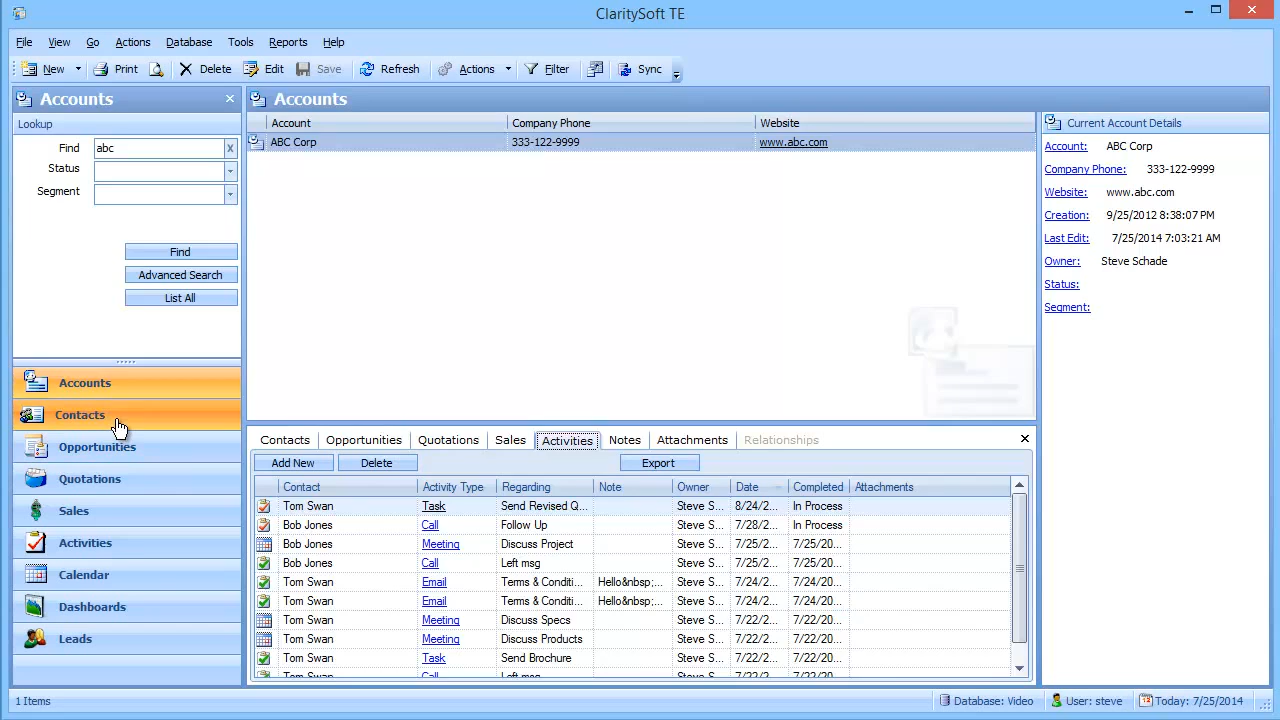 ClaritySoft TE
File View Go Actions Database Tools Reports Help
New Print Delete Edit Save Refresh Actions Filter Sync
Accounts
Lookup
Find abc X
Status
Segment
Find
Advanced Search
List All
Accounts
Contacts
Opportunities
Quotations
Sales
Activities
Calendar
Dashboards
Leads
Accounts
Account Company Phone Website
ABC Corp 333-122-9999 www.abc.com
Contacts Opportunities Quotations Sales Activities Notes Attachments Relationships
Add New Delete Export
Contact Activity Type Regarding Note Owner Date Completed Attachments
Tom Swan Task Send Revised Q... Steve S... 8/24/2... In Process
Bob Jones Call Follow Up Steve S... 7/28/2... In Process
Bob Jones Meeting Discuss Project Steve S... 7/25/2... 7/25/20...
Bob Jones Call Left msg Steve S... 7/25/2... 7/25/20...
Tom Swan Email Terms & Conditi... Hello&nbsp;... Steve S... 7/24/2... 7/24/20...
Tom Swan Email Terms & Conditi... Hello&nbsp;... Steve S... 7/24/2... 7/24/20...
Tom Swan Meeting Discuss Specs Steve S... 7/22/2... 7/22/20...
Tom Swan Meeting Discuss Products Steve S... 7/22/2... 7/22/20...
Tom Swan Task Send Brochure Steve S... 7/22/2... 7/22/20...
Tom Swan Call Left msg Steve S... 7/22/2... 7/22/20...
Current Account Details
Account: ABC Corp
Company Phone: 333-122-9999
Website: www.abc.com
Creation: 9/25/2012 8:38:07 PM
Last Edit: 7/25/2014 7:03:21 AM
Owner: Steve Schade
Status:
Segment:
1 Items Database: Video User: steve Today: 7/25/2014